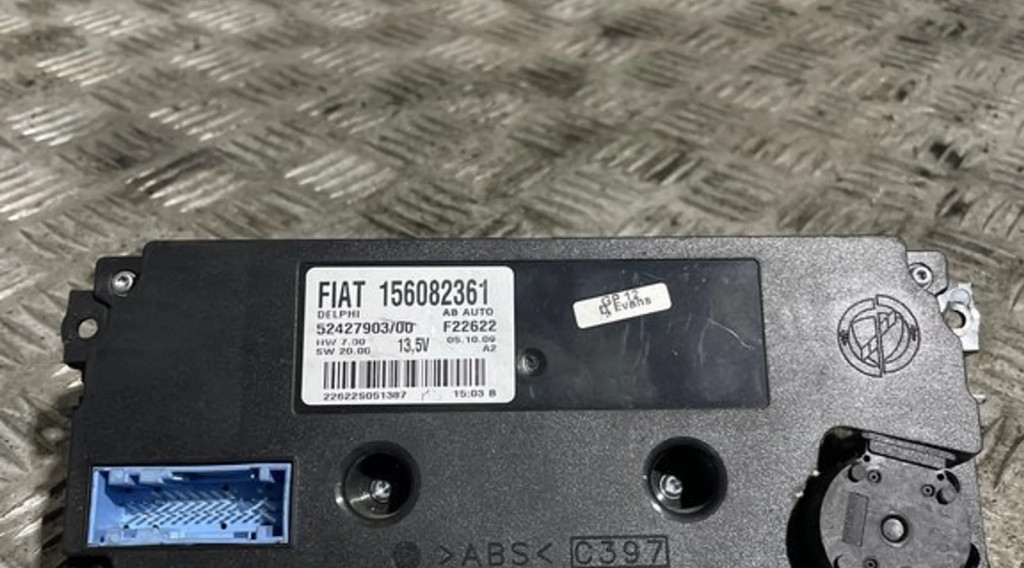 FIAT 156082361
DELPHI AB AUTO
52427903/00 F22622
HW 7.00 13,5V 05.10.09
SW 20.00 A2
22622S051387 15:03 B
GP 12
Evans
>ABS< C397